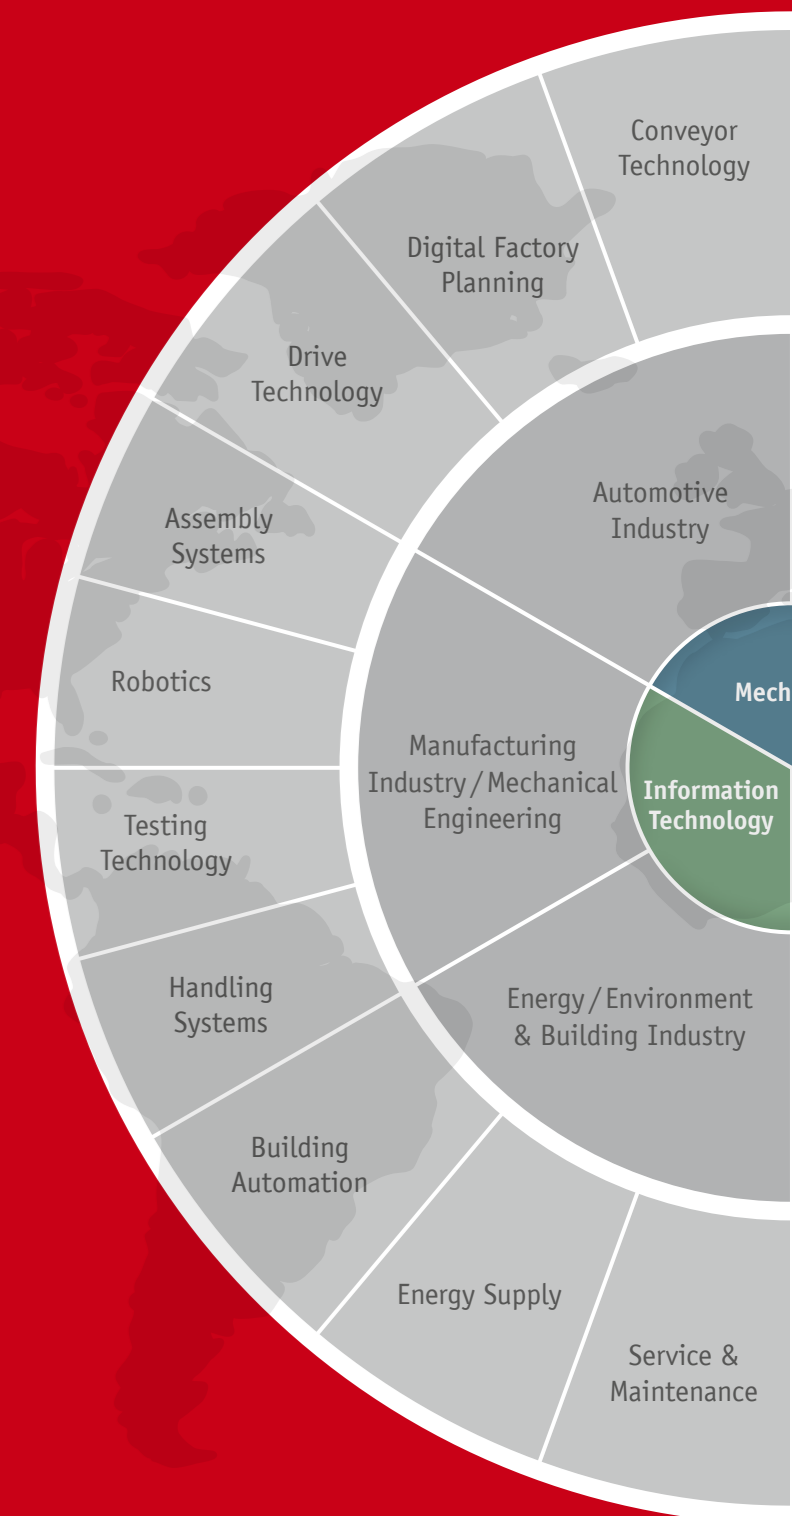 Conveyor
Technology
Digital Factory
Planning
Drive
Technology
Assembly
Systems
Robotics
Testing
Technology
Handling
Systems
Building
Automation
Energy Supply
Service &
Maintenance
Automotive
Industry
Manufacturing
Industry / Mechanical
Engineering
Energy / Environment
& Building Industry
Mech
Information
Technology